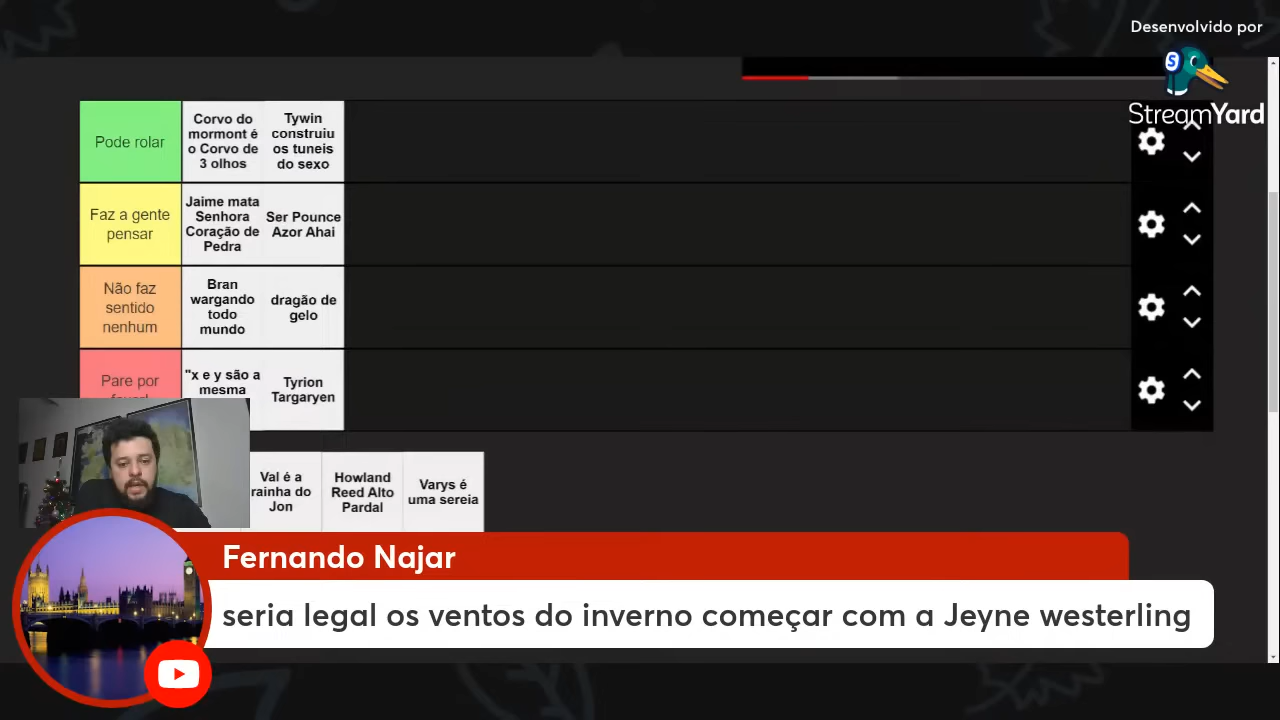 Desenvolvido por
StreamYard
Pode rolar
Corvo do
mormont é
o Corvo de
3 olhos
Tywin
construiu
os tuneis
do sexo
Faz a gente
pensar
Jaime mata
Senhora
Coração de
Pedra
Ser Pounce
Azor Ahai
Não faz
sentido
nenhum
Bran
wargando
todo
mundo
dragão de
gelo
Pare por
"x e y são a
mesma
Tyrion
Targaryen
Val é a
rainha do
Jon
Howland
Reed Alto
Pardal
Varys é
uma sereia
Fernando Najar
seria legal os ventos do inverno começar com a Jeyne westerling